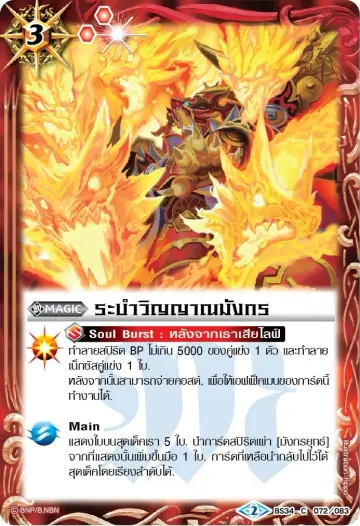 3
MAGIC ระบำวิญญาณมังกร
S Soul Burst : หลังจากเราเสียไลฟ์
ทำลายสปิริต BP ไม่เกิน 5000 ของคู่แข่ง 1 ตัว และทำลาย
เน็กซัสคู่แข่ง 1 ใบ.
หลังจากนั้นสามารถจ่ายคอสต์, เพื่อให้เอฟเฟ็คเมนของการ์ดนี้
ทำงานได้.
Main
แสดงใบบนสุดเด็คเรา 5 ใบ. นำการ์ดสปิริตเผ่า [มังกรยุทธ์]
จากที่แสดงนั้นเพิ่มขึ้นมือ 1 ใบ. การ์ดที่เหลือนำกลับไปไว้ใต้
สุดเด็คโดยเรียงลำดับได้.
©BNP/B,NBN
2 BS34 C 072/083